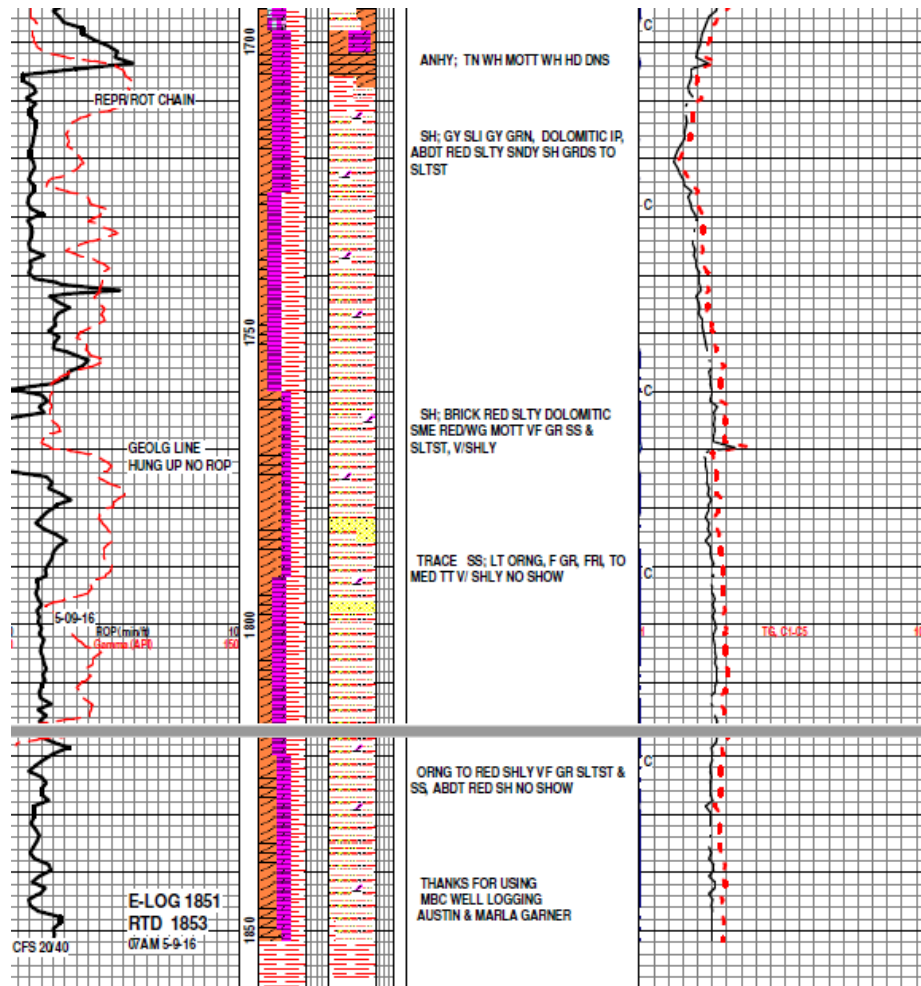 1700
C
ANHY; TN WH MOTT WH HD DNS
REPR/ROT CHAIN
SH; GY SLI GY GRN, DOLOMITIC IP,
ABDT RED SLTY SNDY SH GRDS TO
SLTST
C
1750
C
SH; BRICK RED SLTY DOLOMITIC
SME RED/WG MOTT VF GR SS &
SLTST, V/SHLY
GEOLG LINE
HUNG UP NO ROP
TRACE SS; LT ORNG, F GR, FRI, TO
MED TT V/ SHLY NO SHOW
C
5-09-16
1800
ROP (min/ft) 10
Gamma (API) 150
TG, C1-C5
C
ORNG TO RED SHLY VF GR SLTST &
SS, ABDT RED SH NO SHOW
THANKS FOR USING
MBC WELL LOGGING
AUSTIN & MARLA GARNER
E-LOG 1851
RTD 1853
07AM 5-9-16
1850
CFS 20/40